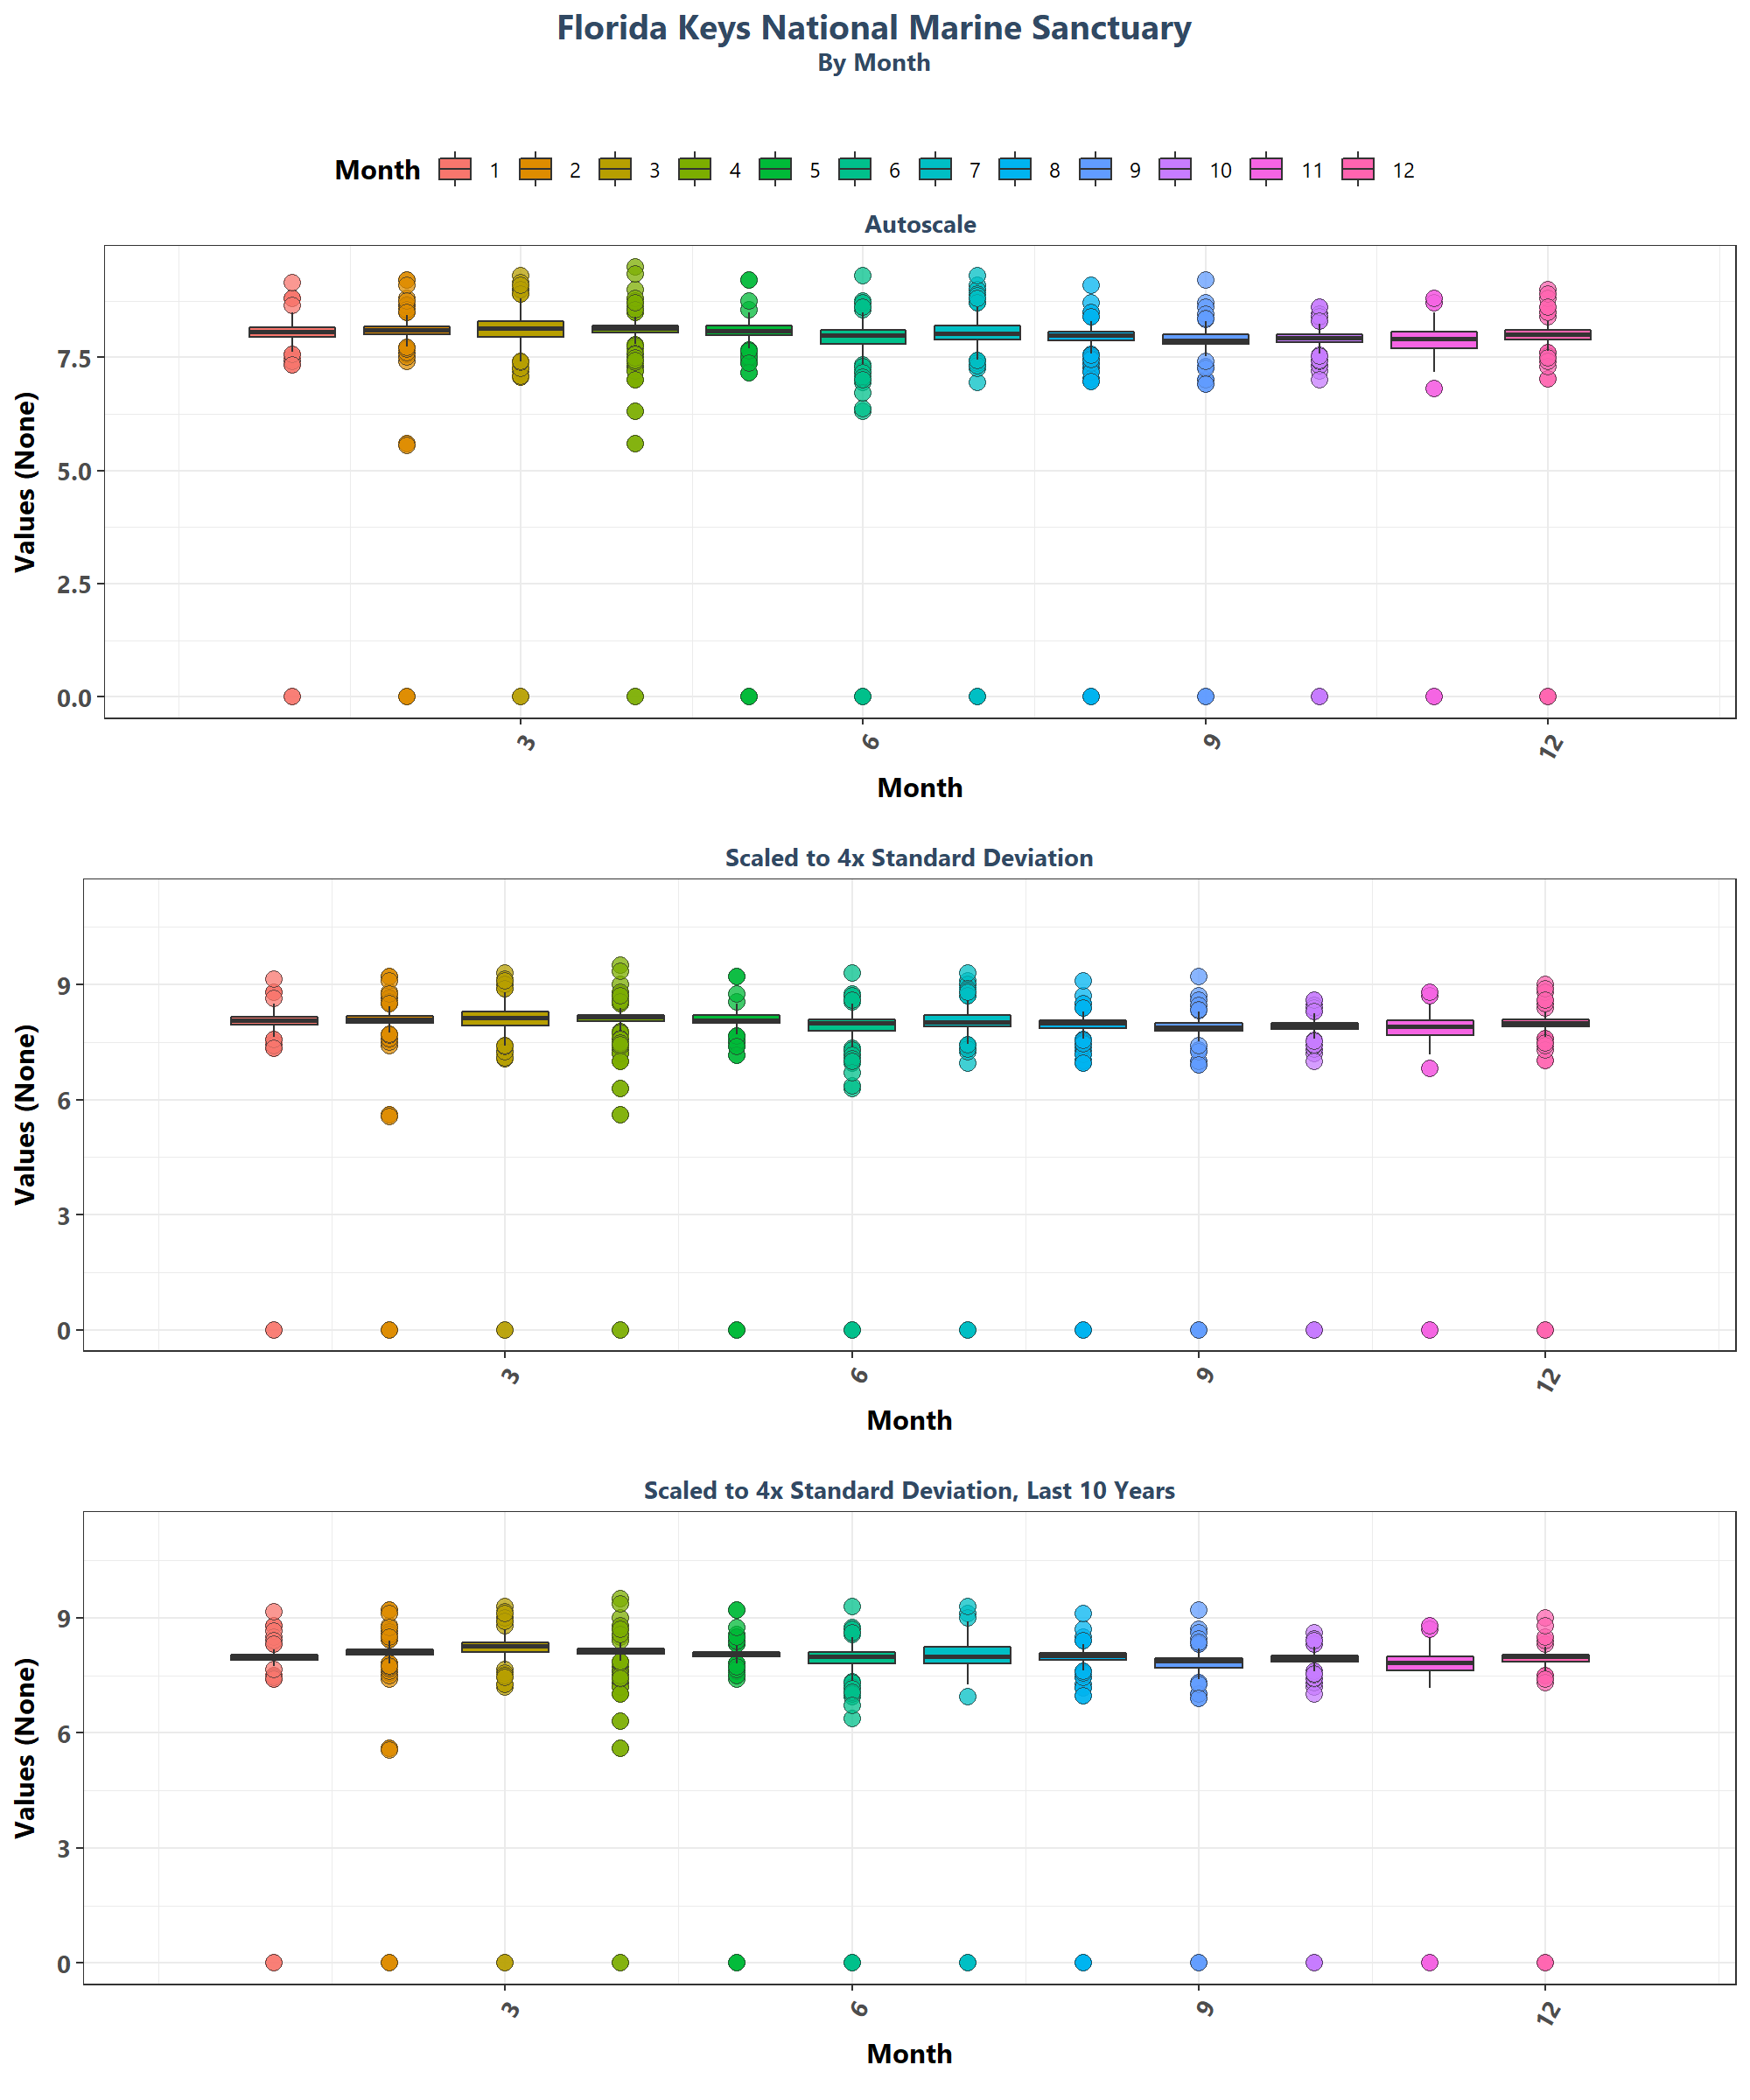 Florida Keys National Marine Sanctuary
By Month
Month 1 2 3 4 5 6 7 8 9 10 11 12
Autoscale
Values (None)
7.5
5.0
2.5
0.0
3 6 9 12
Month
Scaled to 4x Standard Deviation
Values (None)
9
6
3
0
3 6 9 12
Month
Scaled to 4x Standard Deviation, Last 10 Years
Values (None)
9
6
3
0
3 6 9 12
Month